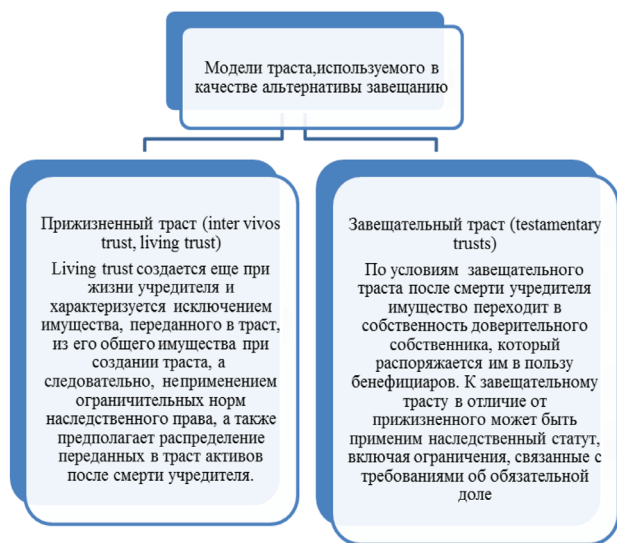 Модели траста,используемого в
качестве альтернативы завещанию
Прижизненный траст (inter vivos
trust, living trust)
Living trust создается еще при
жизни учредителя и
характеризуется исключением
имущества, переданного в траст,
из его общего имущества при
создании траста, а
следовательно, неприменением
ограничительных норм
наследственного права, а также
предполагает распределение
переданных в траст активов
после смерти учредителя.
Завещательный траст (testamentary
trusts)
По условиям завещательного
траста после смерти учредителя
имущество переходит в
собственность доверительного
собственника, который
распоряжается им в пользу
бенефициаров. К завещательному
трасту в отличие от
прижизненного может быть
применим наследственный статут,
включая ограничения, связанные с
требованиями об обязательной
доле